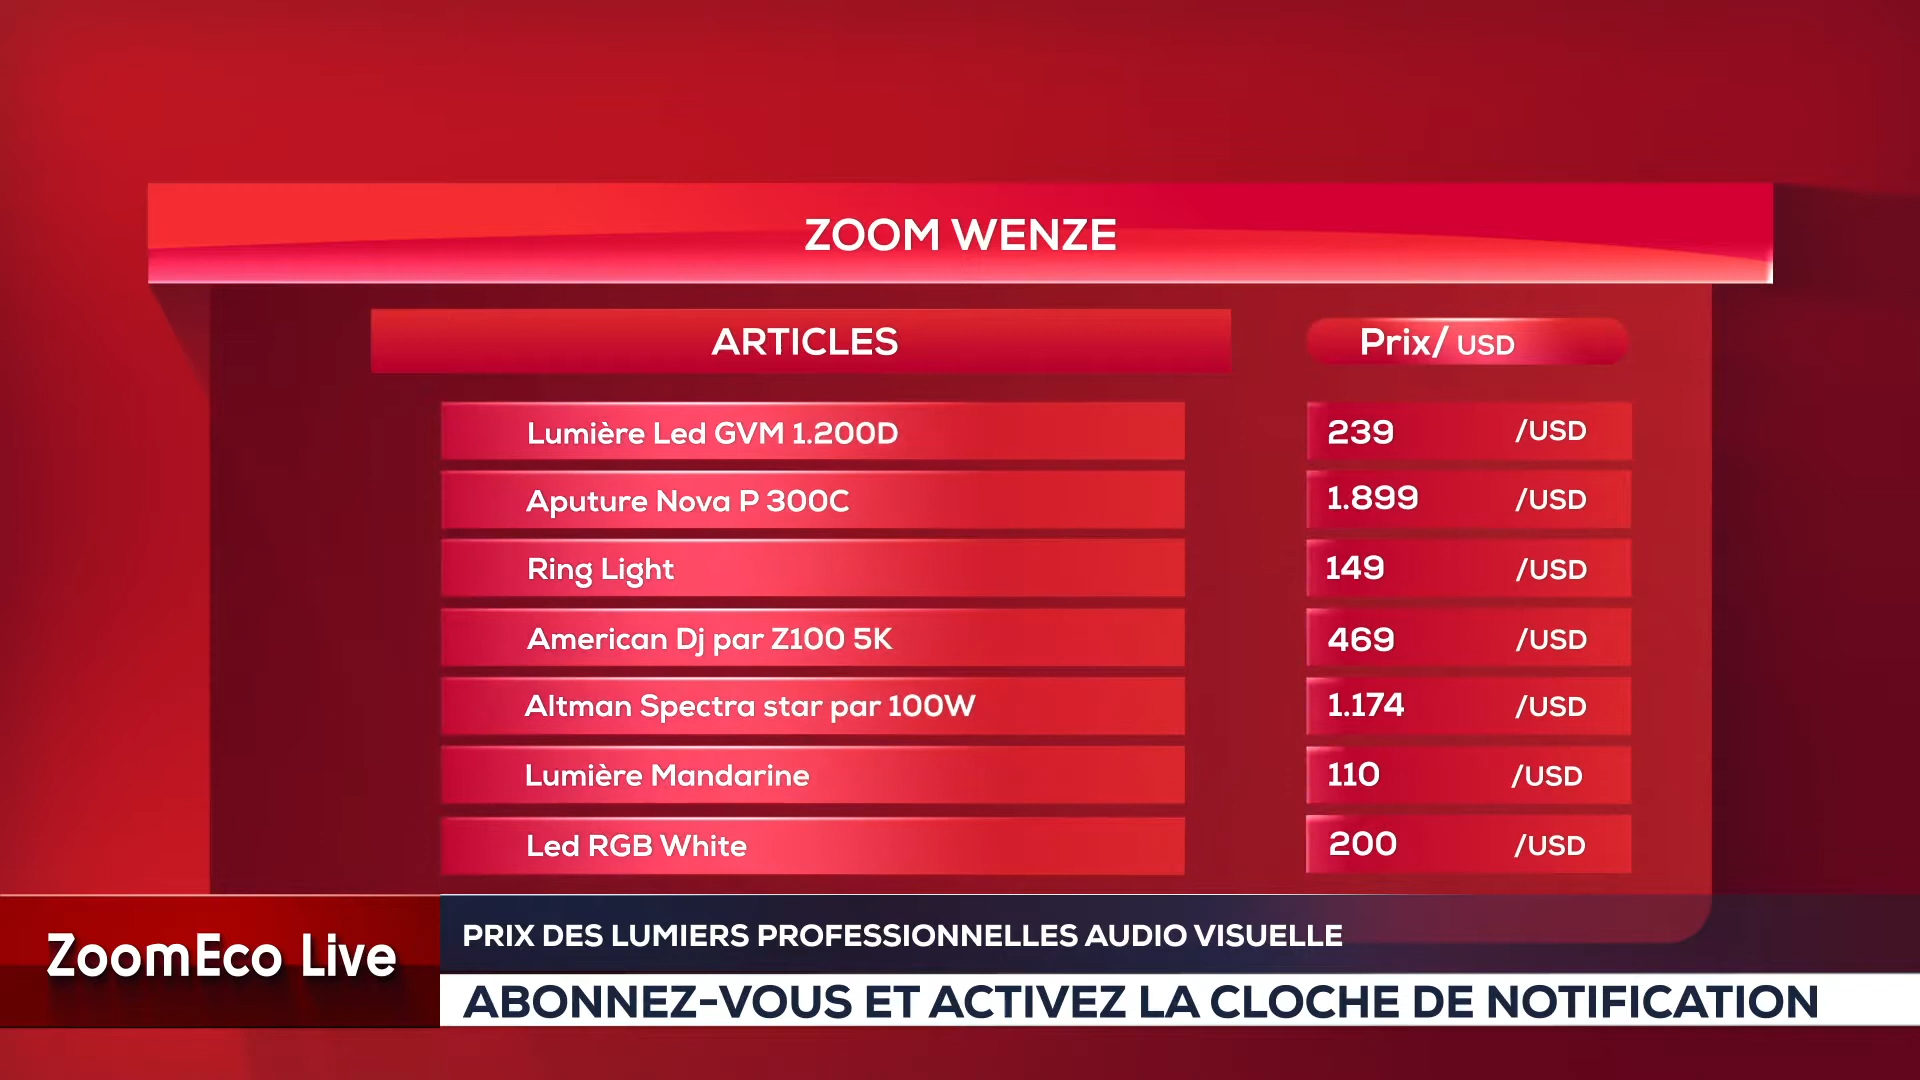 ZOOM WENZE
ARTICLES Prix/ USD
Lumière Led GVM 1.200D 239 /USD
Aputure Nova P 300C 1.899 /USD
Ring Light 149 /USD
American Dj par Z100 5K 469 /USD
Altman Spectra star par 100W 1.174 /USD
Lumière Mandarine 110 /USD
Led RGB White 200 /USD
ZoomEco Live
PRIX DES LUMIERS PROFESSIONNELLES AUDIO VISUELLE
ABONNEZ-VOUS ET ACTIVEZ LA CLOCHE DE NOTIFICATION